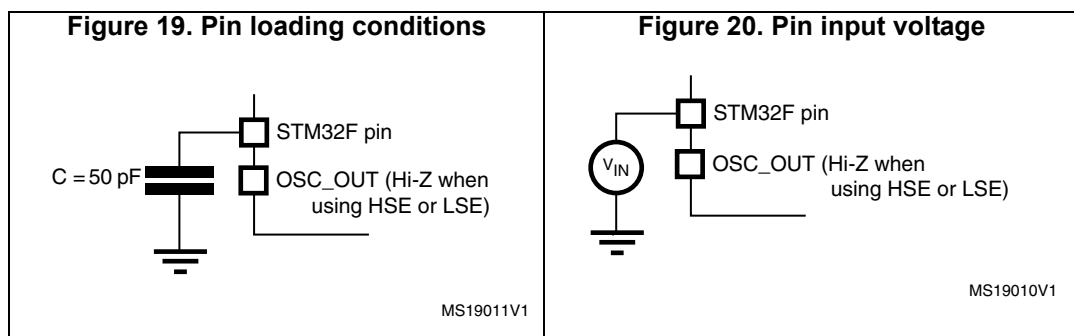 Figure 19. Pin loading conditions
STM32F pin
C = 50 pF
OSC_OUT (Hi-Z when
using HSE or LSE)
MS19011V1
Figure 20. Pin input voltage
STM32F pin
VIN
OSC_OUT (Hi-Z when
using HSE or LSE)
MS19010V1